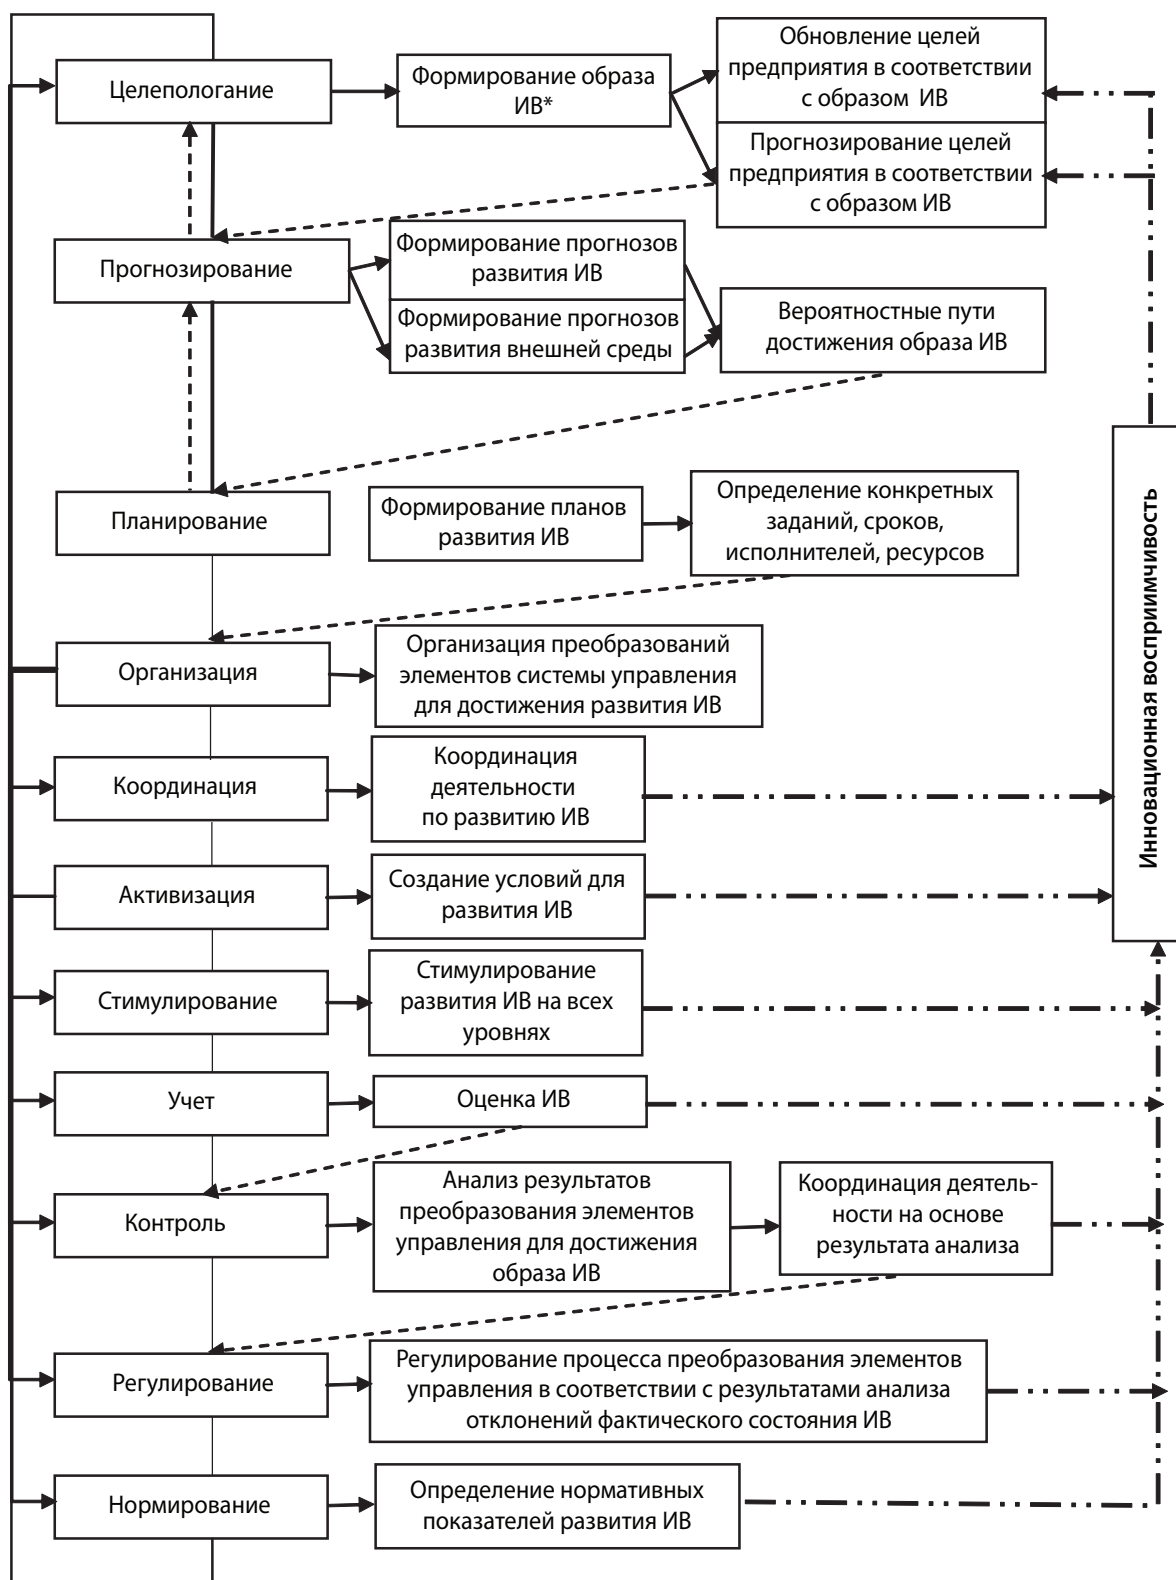 Целепологание
Формирование образа
ИВ*
Обновление целей
предприятия в соответствии
с образом ИВ
Прогнозирование целей
предприятия в соответствии
с образом ИВ
Прогнозирование
Формирование прогнозов
развития ИВ
Формирование прогнозов
развития внешней среды
Вероятностные пути
достижения образа ИВ
Планирование
Формирование планов
развития ИВ
Определение конкретных
заданий, сроков,
исполнителей, ресурсов
Инновационная восприимчивость
Организация
Организация преобразований
элементов системы управления
для достижения развития ИВ
Координация
Координация
деятельности
по развитию ИВ
Активизация
Создание условий для
развития ИВ
Стимулирование
Стимулирование
развития ИВ на всех
уровнях
Учет
Оценка ИВ
Контроль
Анализ результатов
преобразования элементов
управления для достижения
образа ИВ
Координация деятель-
ности на основе
результата анализа
Регулирование
Регулирование процесса преобразования элементов
управления в соответствии с результатами анализа
отклонений фактического состояния ИВ
Нормирование
Определение нормативных
показателей развития ИВ